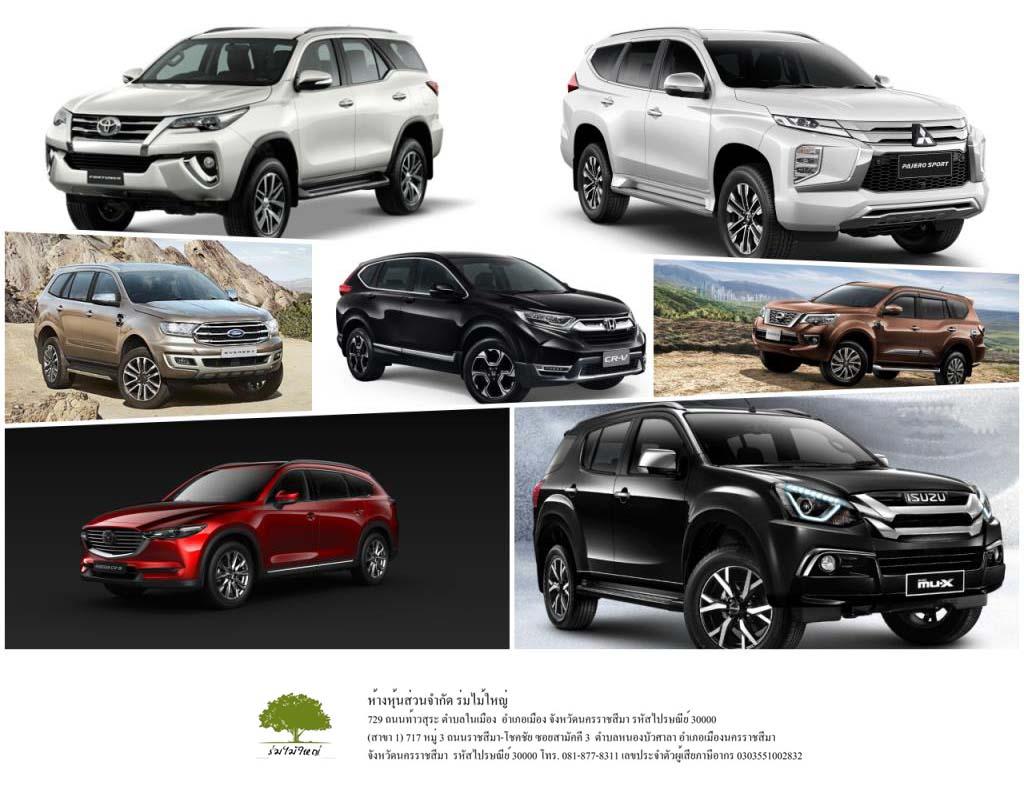 FORTUNER
PAJERO SPORT
Ford
EVEREST
CR-V
MAZDA CX-8
ISUZU
MU-X
ร่มไม้ใหญ่
ห้างหุ้นส่วนจำกัด ร่มไม้ใหญ่
729 ถนนท้าวสุระ ตำบลในเมือง อำเภอเมือง จังหวัดนครราชสีมา รหัสไปรษณีย์ 30000
(สาขา 1) 717 หมู่ 3 ถนนราชสีมา-โชคชัย ซอยสามัคคี 3 ตำบลหนองบัวศาลา อำเภอเมืองนครราชสีมา
จังหวัดนครราชสีมา รหัสไปรษณีย์ 30000 โทร. 081-877-8311 เลขประจำตัวผู้เสียภาษีอากร 0303551002832